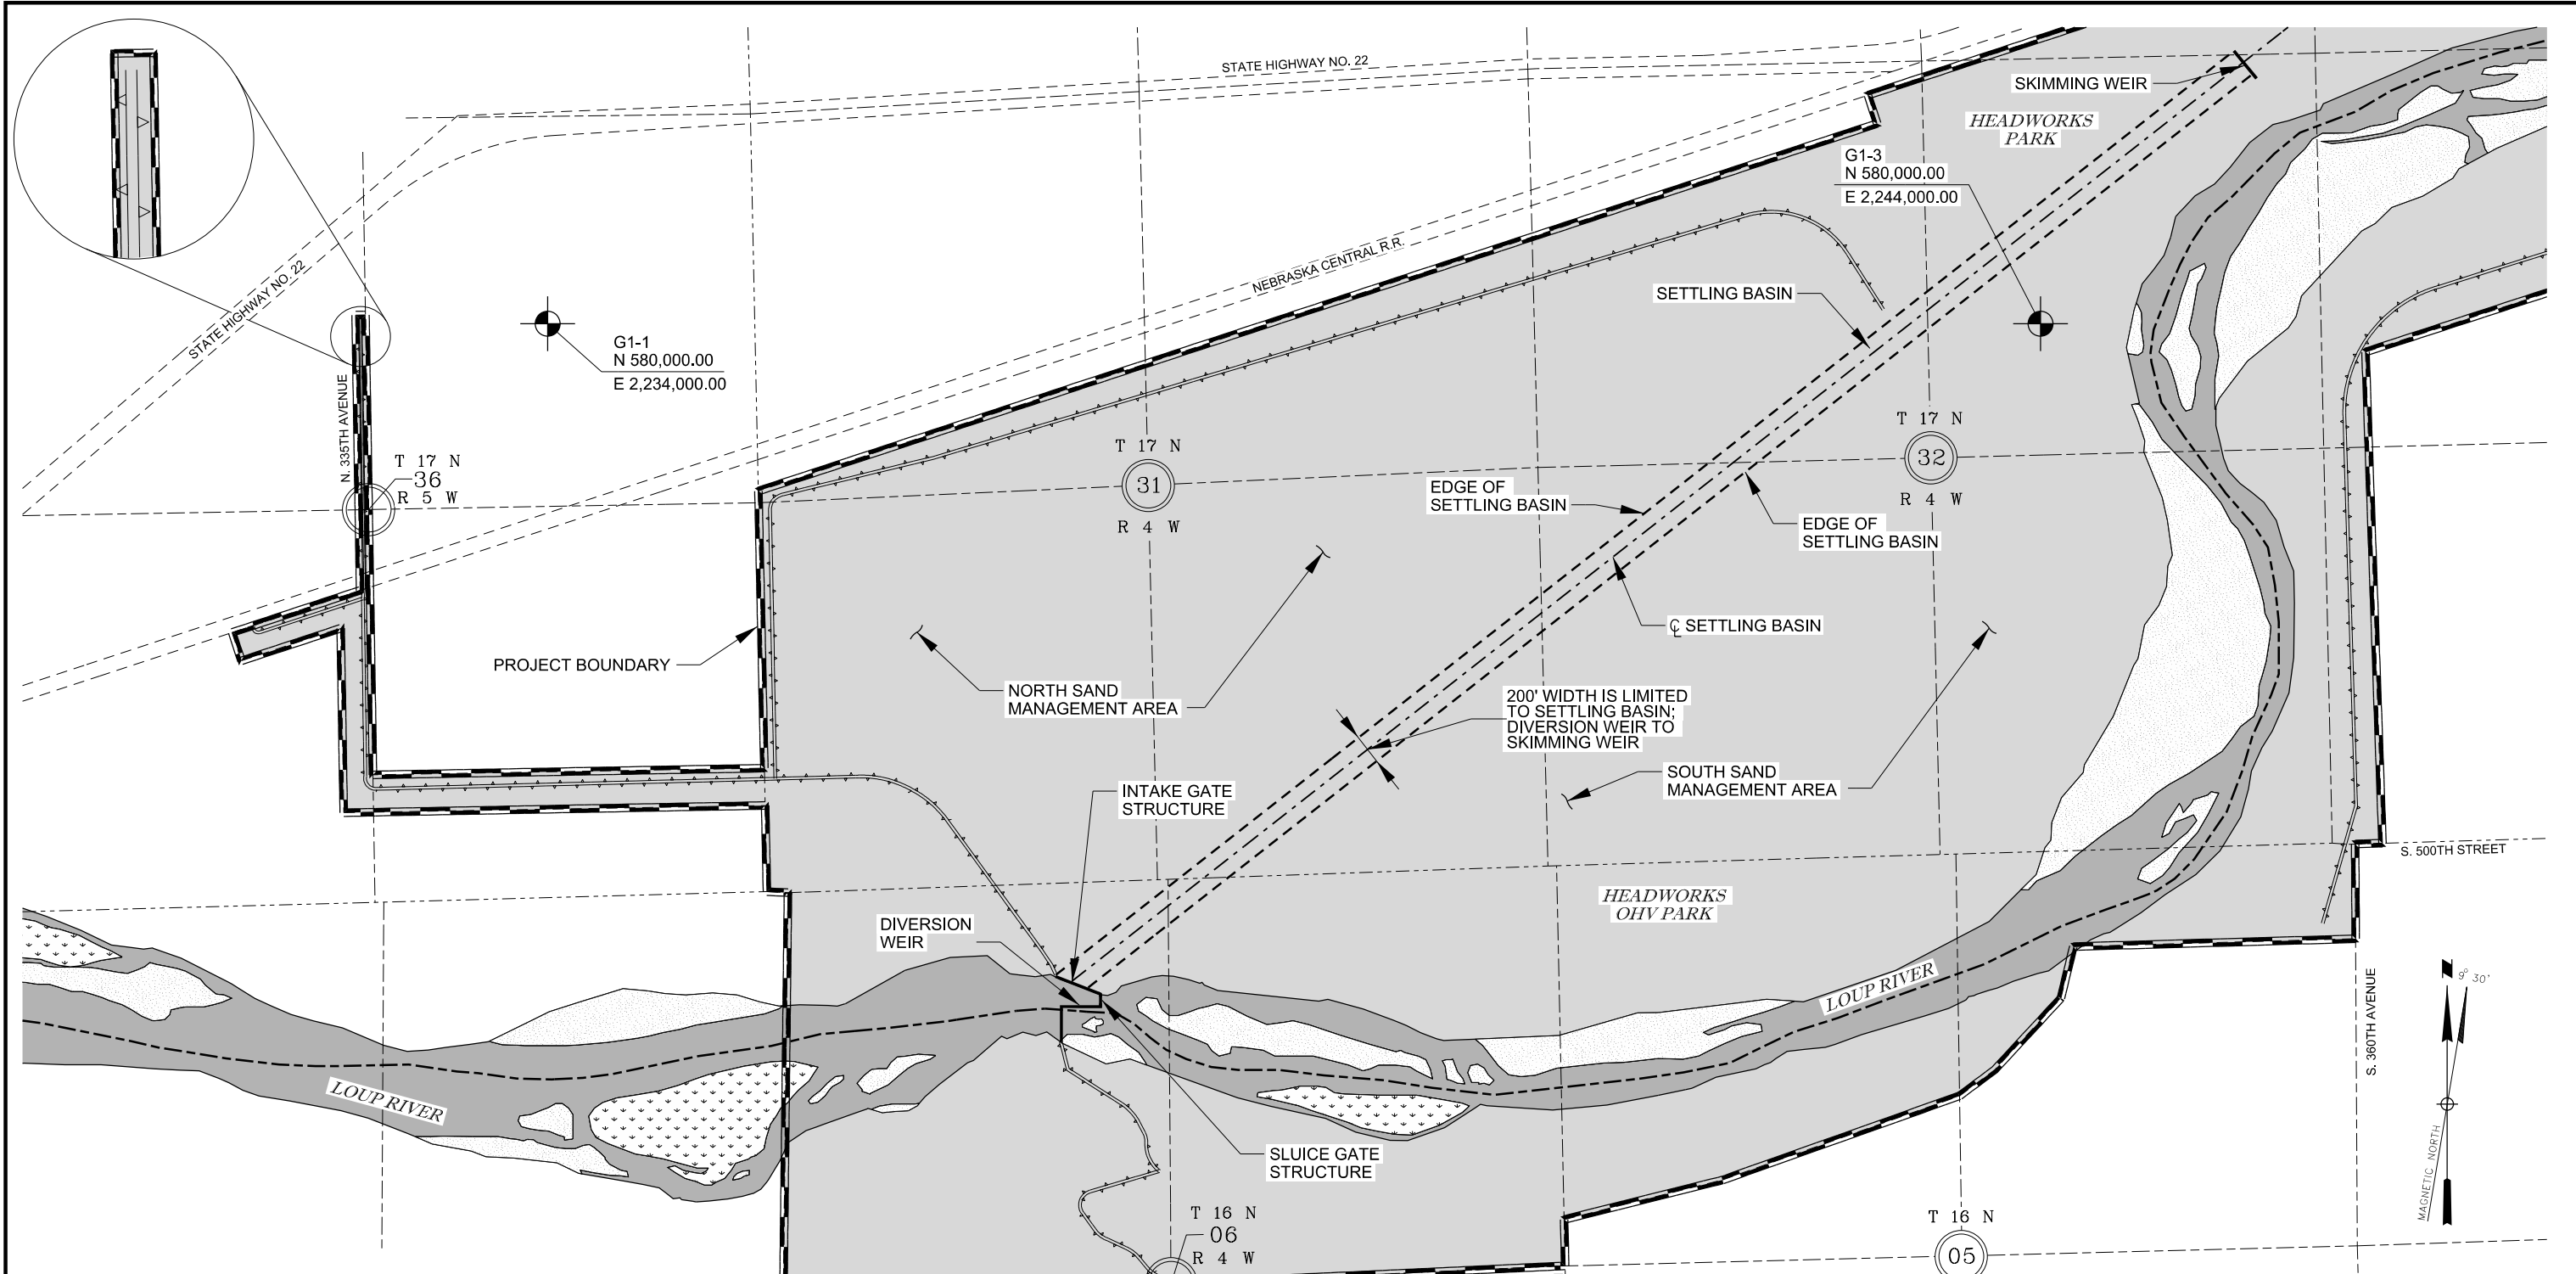 STATE HIGHWAY NO. 22
SKIMMING WEIR
HEADWORKS
PARK
G1-3
N 580,000.00
E 2,244,000.00
STATE HIGHWAY NO. 22
NEBRASKA CENTRAL R.R.
SETTLING BASIN
G1-1
N 580,000.00
E 2,234,000.00
N. 335TH AVENUE
T 17 N
36
R 5 W
T 17 N
31
R 4 W
T 17 N
32
R 4 W
EDGE OF
SETTLING BASIN
EDGE OF
SETTLING BASIN
℄ SETTLING BASIN
PROJECT BOUNDARY
NORTH SAND
MANAGEMENT AREA
200' WIDTH IS LIMITED
TO SETTLING BASIN;
DIVERSION WEIR TO
SKIMMING WEIR
SOUTH SAND
MANAGEMENT AREA
INTAKE GATE
STRUCTURE
S. 500TH STREET
HEADWORKS
OHV PARK
DIVERSION
WEIR
LOUP RIVER
S. 360TH AVENUE
9° 30'
MAGNETIC NORTH
LOUP RIVER
SLUICE GATE
STRUCTURE
T 16 N
06
R 4 W
T 16 N
05